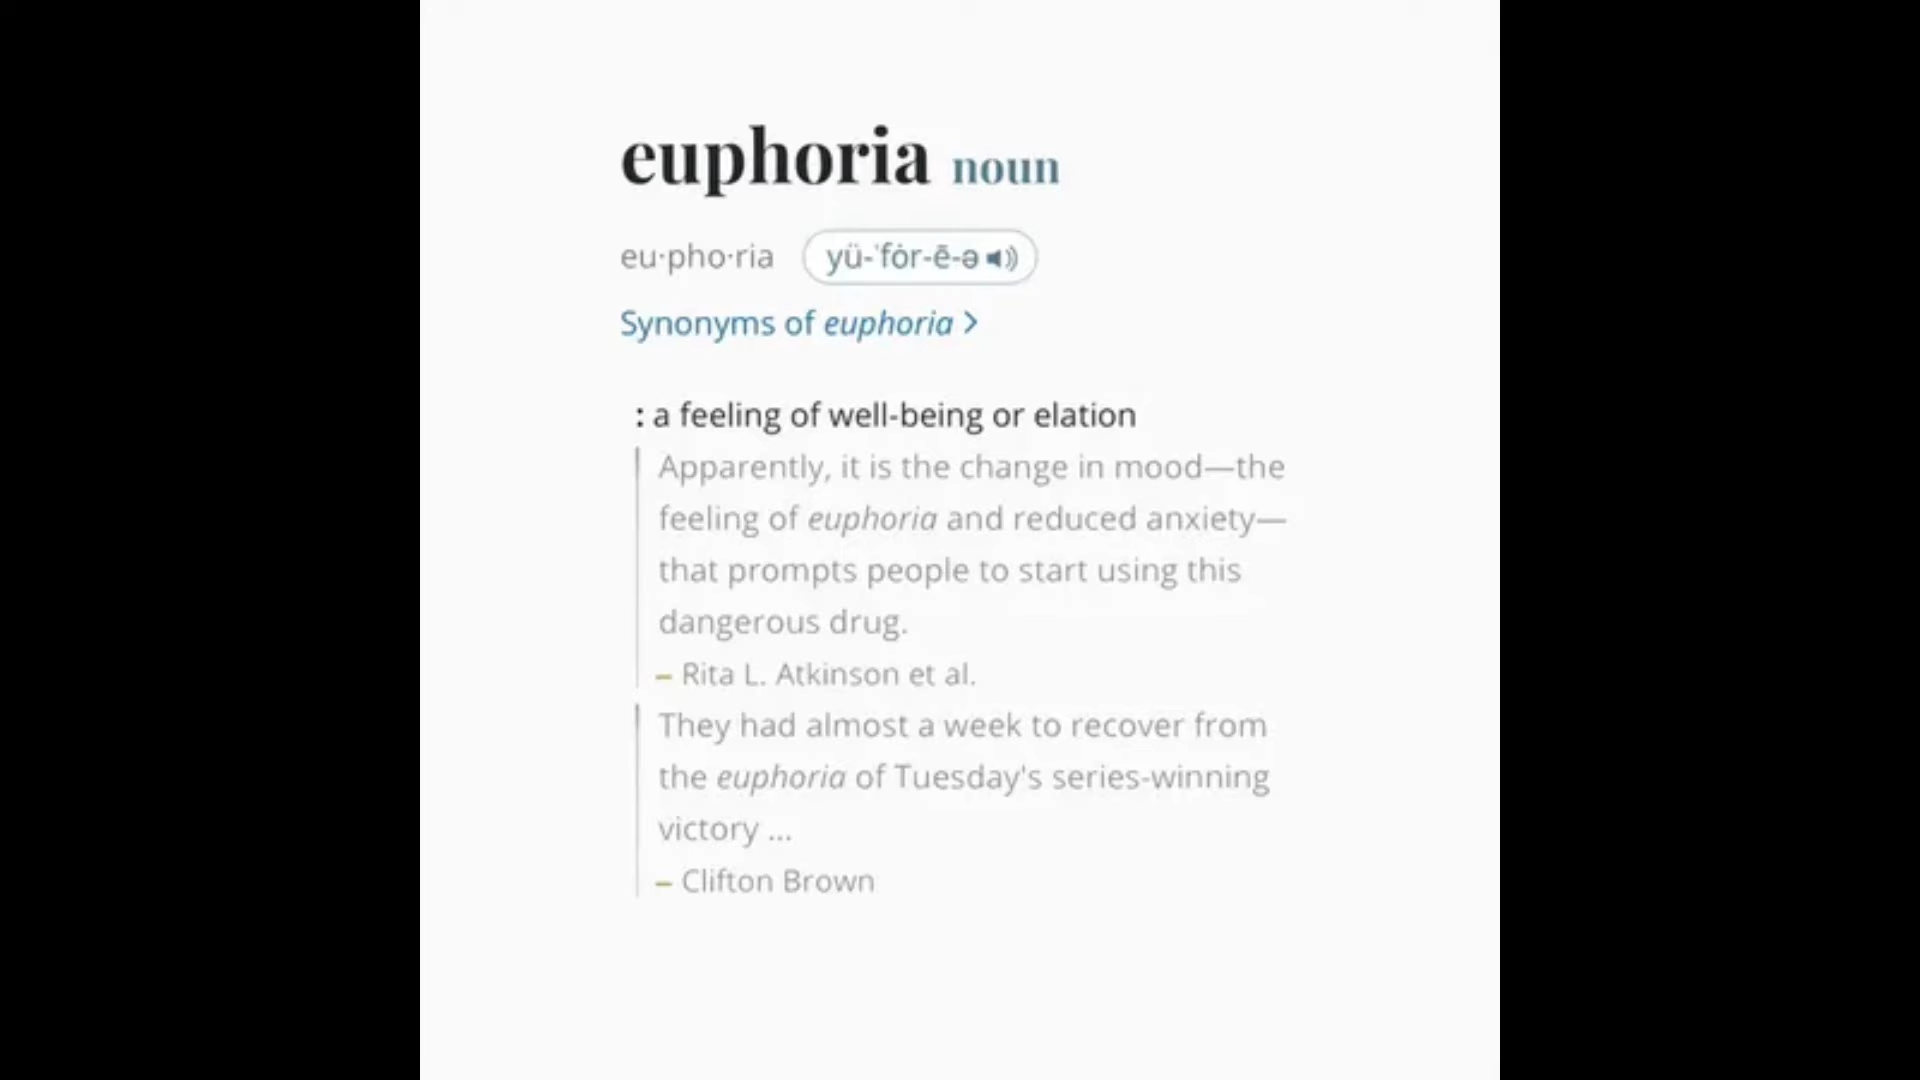 euphoria noun
eu·pho·ria yü-ˈfȯr-ē-ə
Synonyms of euphoria >
: a feeling of well-being or elation
Apparently, it is the change in mood—the
feeling of euphoria and reduced anxiety—
that prompts people to start using this
dangerous drug.
– Rita L. Atkinson et al.
They had almost a week to recover from
the euphoria of Tuesday's series-winning
victory ...
– Clifton Brown